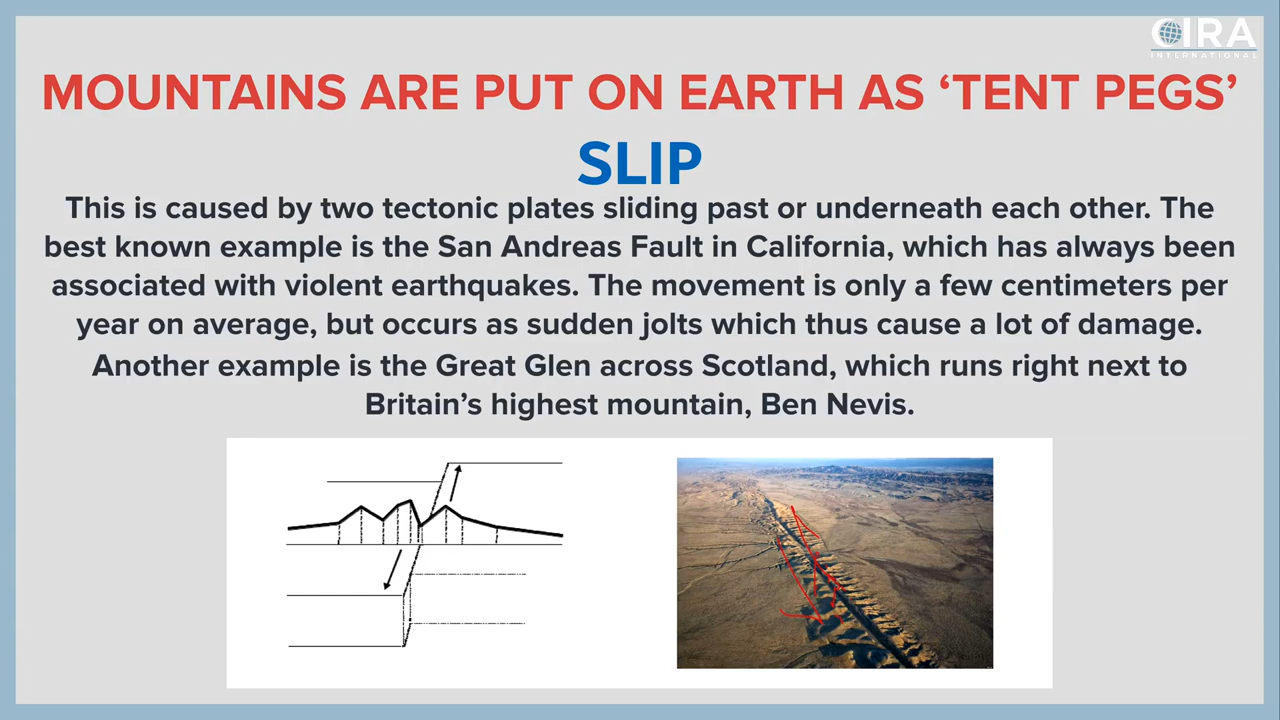 CIRA
INTERNATIONAL
MOUNTAINS ARE PUT ON EARTH AS ‘TENT PEGS’
SLIP
This is caused by two tectonic plates sliding past or underneath each other. The
best known example is the San Andreas Fault in California, which has always been
associated with violent earthquakes. The movement is only a few centimeters per
year on average, but occurs as sudden jolts which thus cause a lot of damage.
Another example is the Great Glen across Scotland, which runs right next to
Britain’s highest mountain, Ben Nevis.